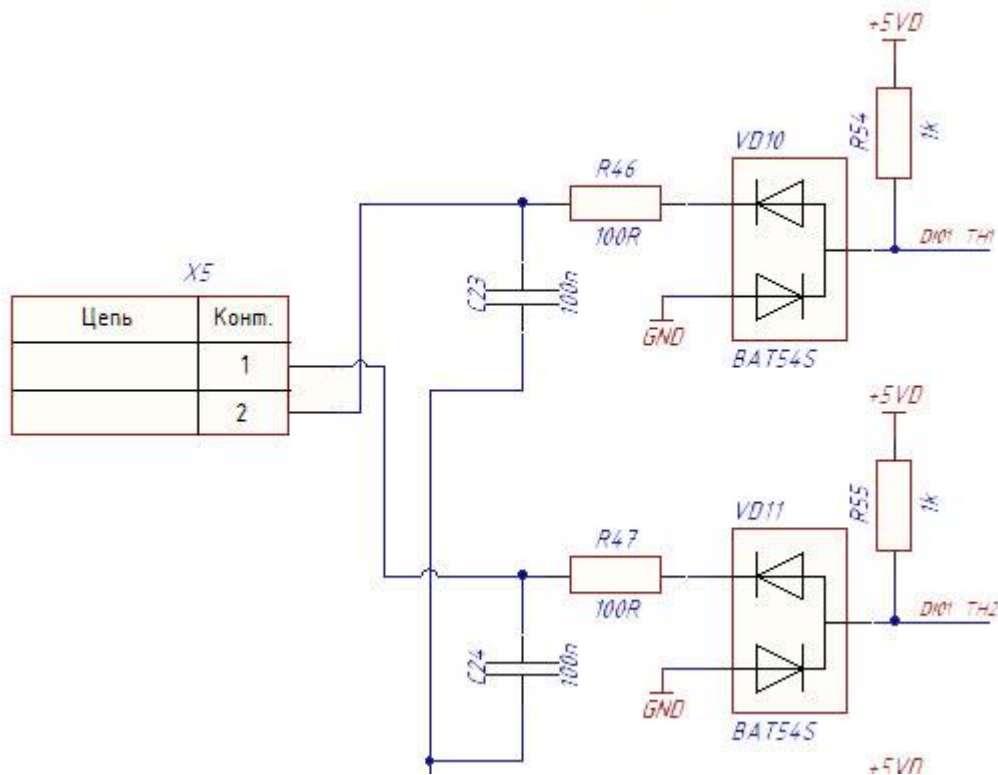 +5VD
R54
1k
VD10
R46
100R
DI01 TH1
X5
C23
100n
GND
BAT54S
Цепь Конт.
1
2
+5VD
R55
1k
VD11
R47
100R
DI01 TH2
C24
100n
GND
BAT54S
+5VD